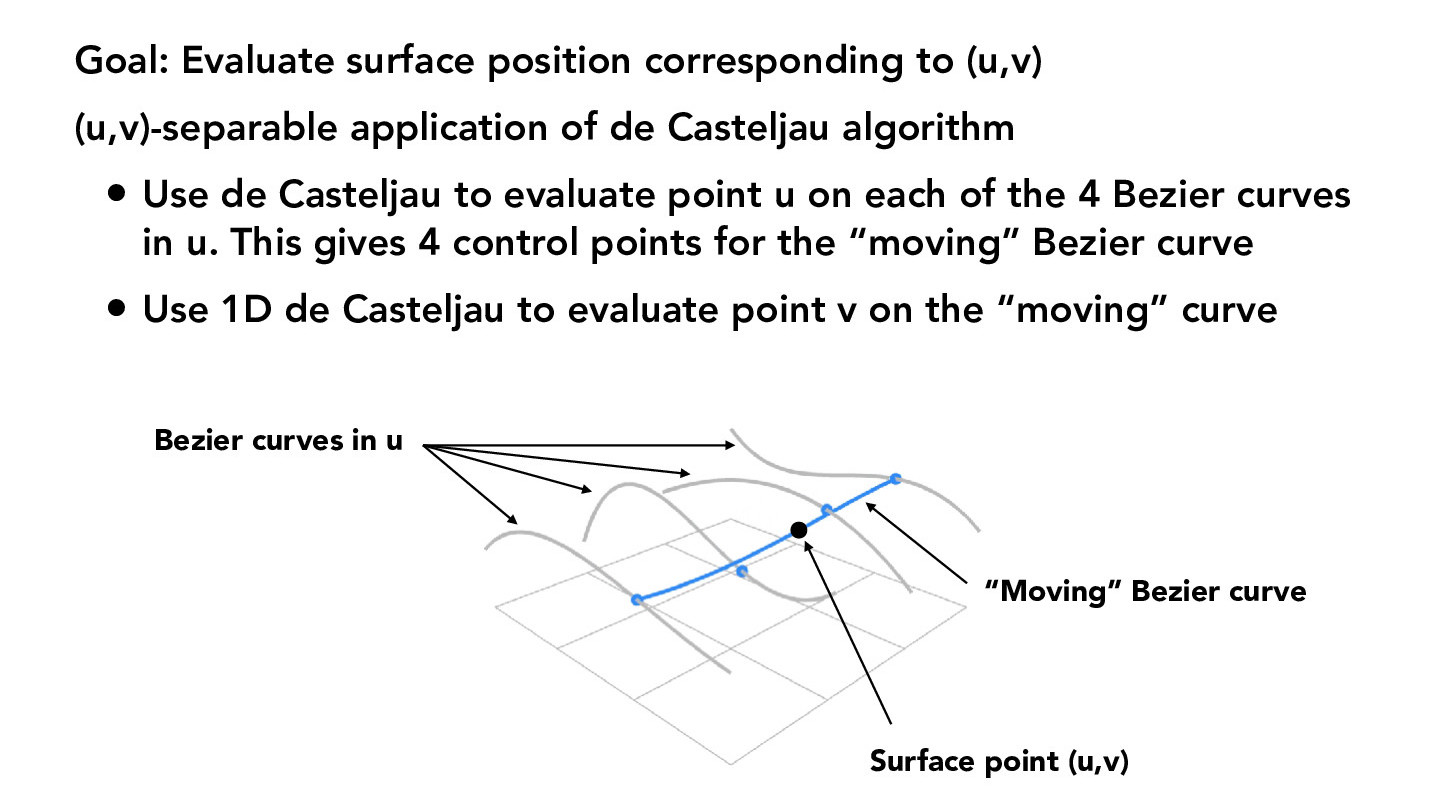 Goal: Evaluate surface position corresponding to (u,v)
(u,v)-separable application of de Casteljau algorithm
• Use de Casteljau to evaluate point u on each of the 4 Bezier curves
in u. This gives 4 control points for the “moving” Bezier curve
• Use 1D de Casteljau to evaluate point v on the “moving” curve
Bezier curves in u
“Moving” Bezier curve
Surface point (u,v)